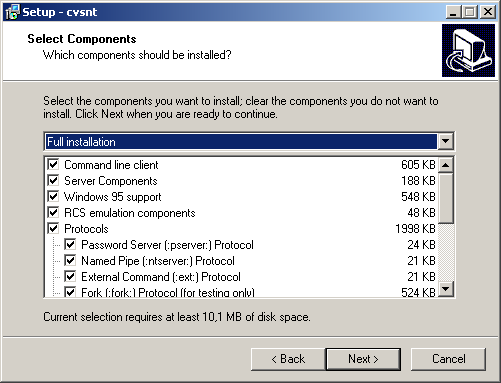 Setup - cvsnt
Select Components
Which components should be installed?
Select the components you want to install; clear the components you do not want to
install. Click Next when you are ready to continue.
Full installation
Command line client 605 KB
Server Components 188 KB
Windows 95 support 548 KB
RCS emulation components 48 KB
Protocols 1998 KB
Password Server (:pserver:) Protocol 24 KB
Named Pipe (:ntserver:) Protocol 21 KB
External Command (:ext:) Protocol 21 KB
Fork (:fork:) Protocol (for testing only) 524 KB
Current selection requires at least 10,1 MB of disk space.
< Back Next > Cancel